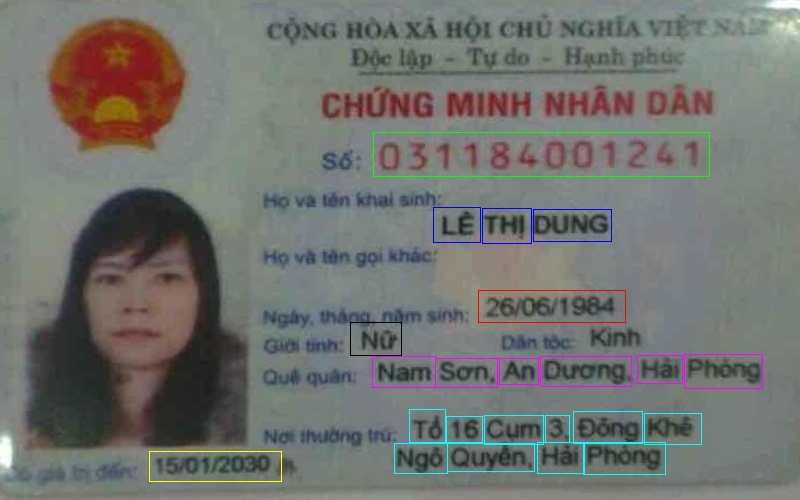 CỘNG HÒA XÃ HỘI CHỦ NGHĨA VIỆT NAM
Độc lập - Tự do - Hạnh phúc
CHỨNG MINH NHÂN DÂN
Số: 031184001241
Họ và tên khai sinh:
LÊ THỊ DUNG
Họ và tên gọi khác:
Ngày, tháng, năm sinh: 26/06/1984
Giới tính: Nữ Dân tộc: Kinh
Quê quán: Nam Sơn, An Dương, Hải Phòng
Nơi thường trú: Tổ 16 Cụm 3, Đông Khê
Ngô Quyền, Hải Phòng
Có giá trị đến: 15/01/2030